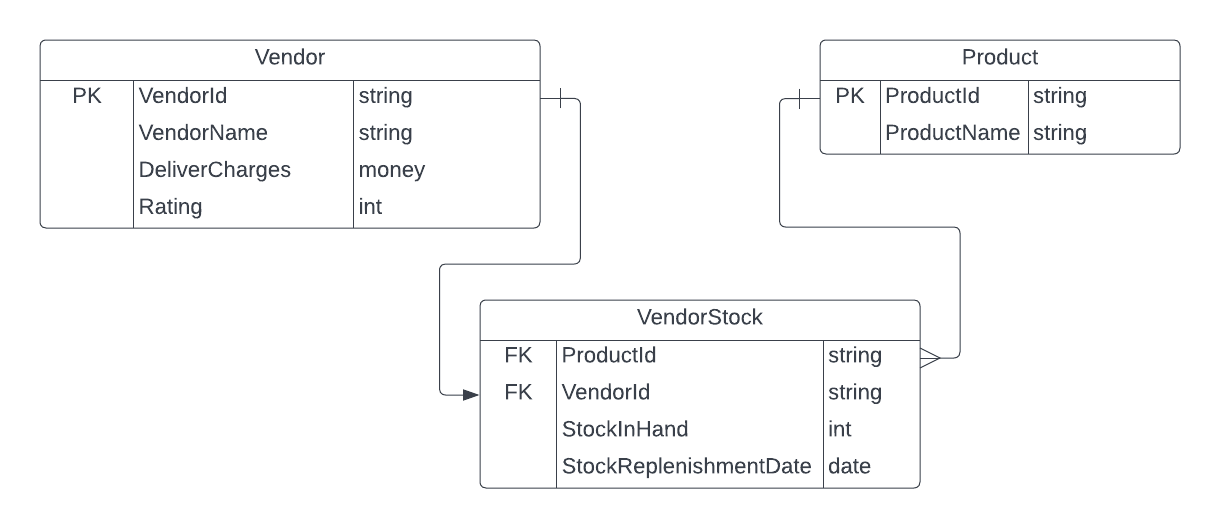 Vendor
PK VendorId string
VendorName string
DeliverCharges money
Rating int
Product
PK ProductId string
ProductName string
VendorStock
FK ProductId string
FK VendorId string
StockInHand int
StockReplenishmentDate date